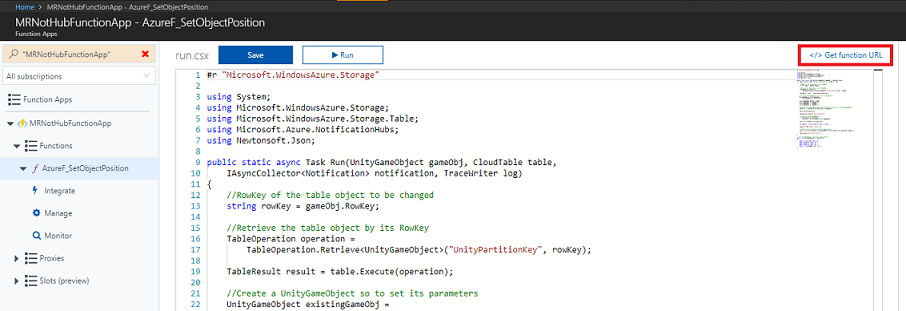 Home > MRNotHubFunctionApp - AzureF_SetObjectPosition
MRNotHubFunctionApp - AzureF_SetObjectPosition
Function Apps
"MRNotHubFunctionApp"
All subscriptions
Function Apps
MRNotHubFunctionApp
Functions
f AzureF_SetObjectPosition
Integrate
Manage
Monitor
Proxies
Slots (preview)
run.csx Save Run </> Get function URL
1 #r "Microsoft.WindowsAzure.Storage"
2
3 using System;
4 using Microsoft.WindowsAzure.Storage;
5 using Microsoft.WindowsAzure.Storage.Table;
6 using Microsoft.Azure.NotificationHubs;
7 using Newtonsoft.Json;
8
9 public static async Task Run(UnityGameObject gameObj, CloudTable table,
10 IAsyncCollector<Notification> notification, TraceWriter log)
11 {
12 //RowKey of the table object to be changed
13 string rowKey = gameObj.RowKey;
14
15 //Retrieve the table object by its RowKey
16 TableOperation operation =
17 TableOperation.Retrieve<UnityGameObject>("UnityPartitionKey", rowKey);
18
19 TableResult result = table.Execute(operation);
20
21 //Create a UnityGameObject so to set its parameters
22 UnityGameObject existingGameObj =